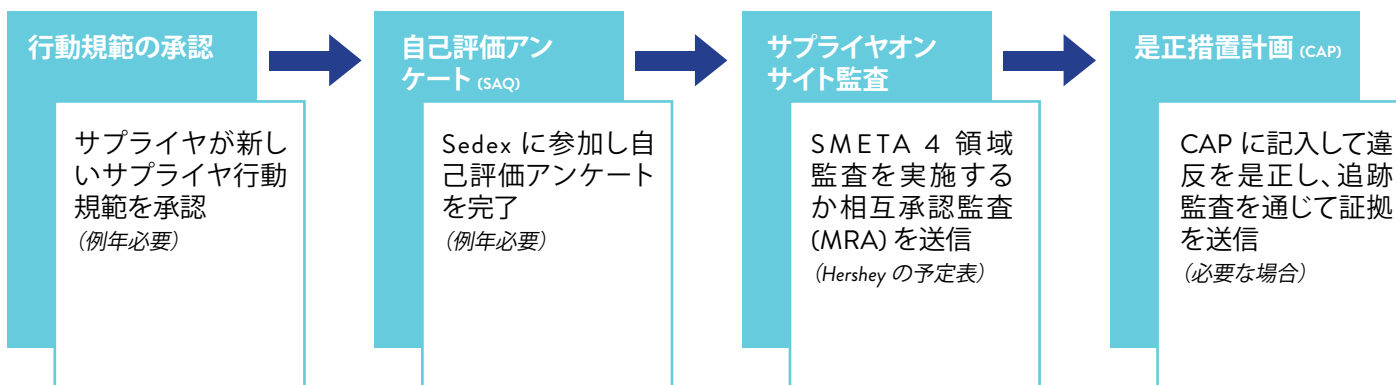 行動規範の承認
サプライヤが新し
いサプライヤ行動
規範を承認
(例年必要)
自己評価アン
ケート (SAQ)
Sedex に参加し自
己評価アンケート
を完了
(例年必要)
サプライヤオン
サイト監査
SMETA 4 領域
監査を実施する
か相互承認監査
(MRA) を送信
(Hershey の予定表)
是正措置計画 (CAP)
CAP に記入して違
反を是正し、追跡
監査を通じて証拠
を送信
(必要な場合)